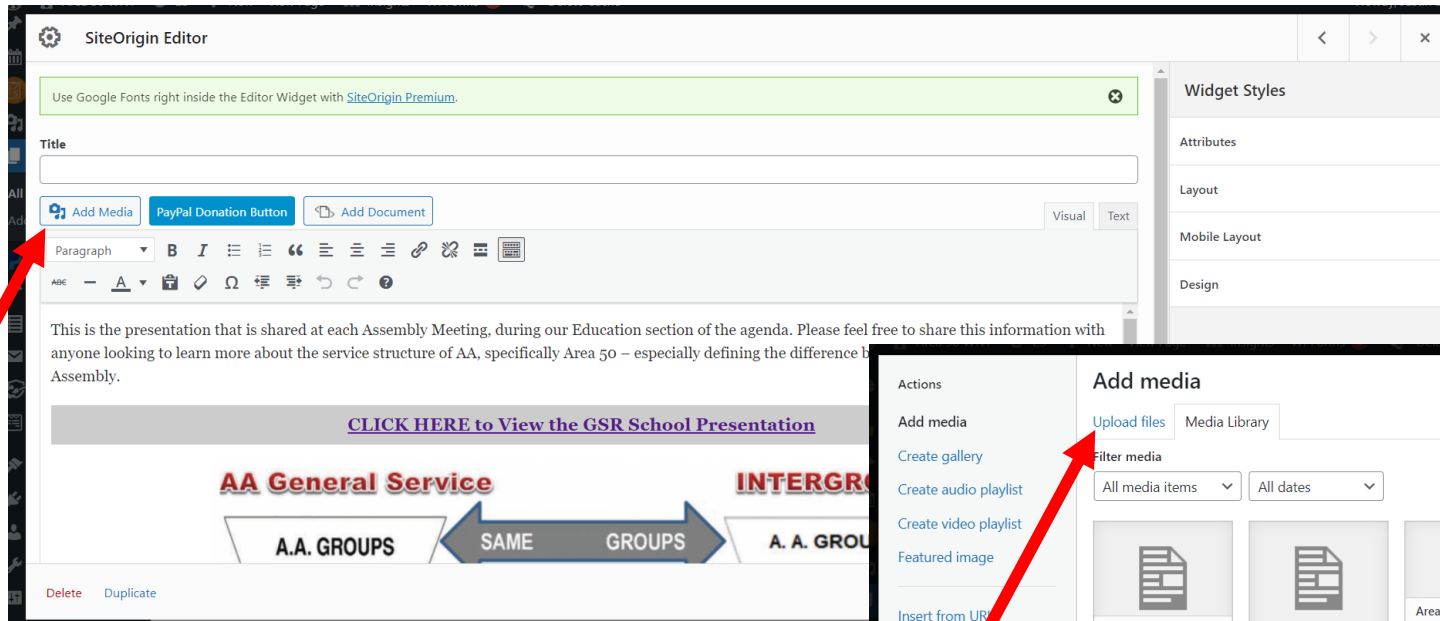 SiteOrigin Editor
Use Google Fonts right inside the Editor Widget with SiteOrigin Premium.
Title
Add Media
PayPal Donation Button
Add Document
Visual
Text
Paragraph
B
I
ABC
A
Ω
This is the presentation that is shared at each Assembly Meeting, during our Education section of the agenda. Please feel free to share this information with
anyone looking to learn more about the service structure of AA, specifically Area 50 – especially defining the difference b
Assembly.
CLICK HERE to View the GSR School Presentation
AA General Service
INTERGR
A.A. GROUPS
SAME GROUPS
A. A. GROU
Delete
Duplicate
Widget Styles
Attributes
Layout
Mobile Layout
Design
Actions
Add media
Create gallery
Create audio playlist
Create video playlist
Featured image
Insert from UR
Add media
Upload files
Media Library
Filter media
All media items
All dates
Area